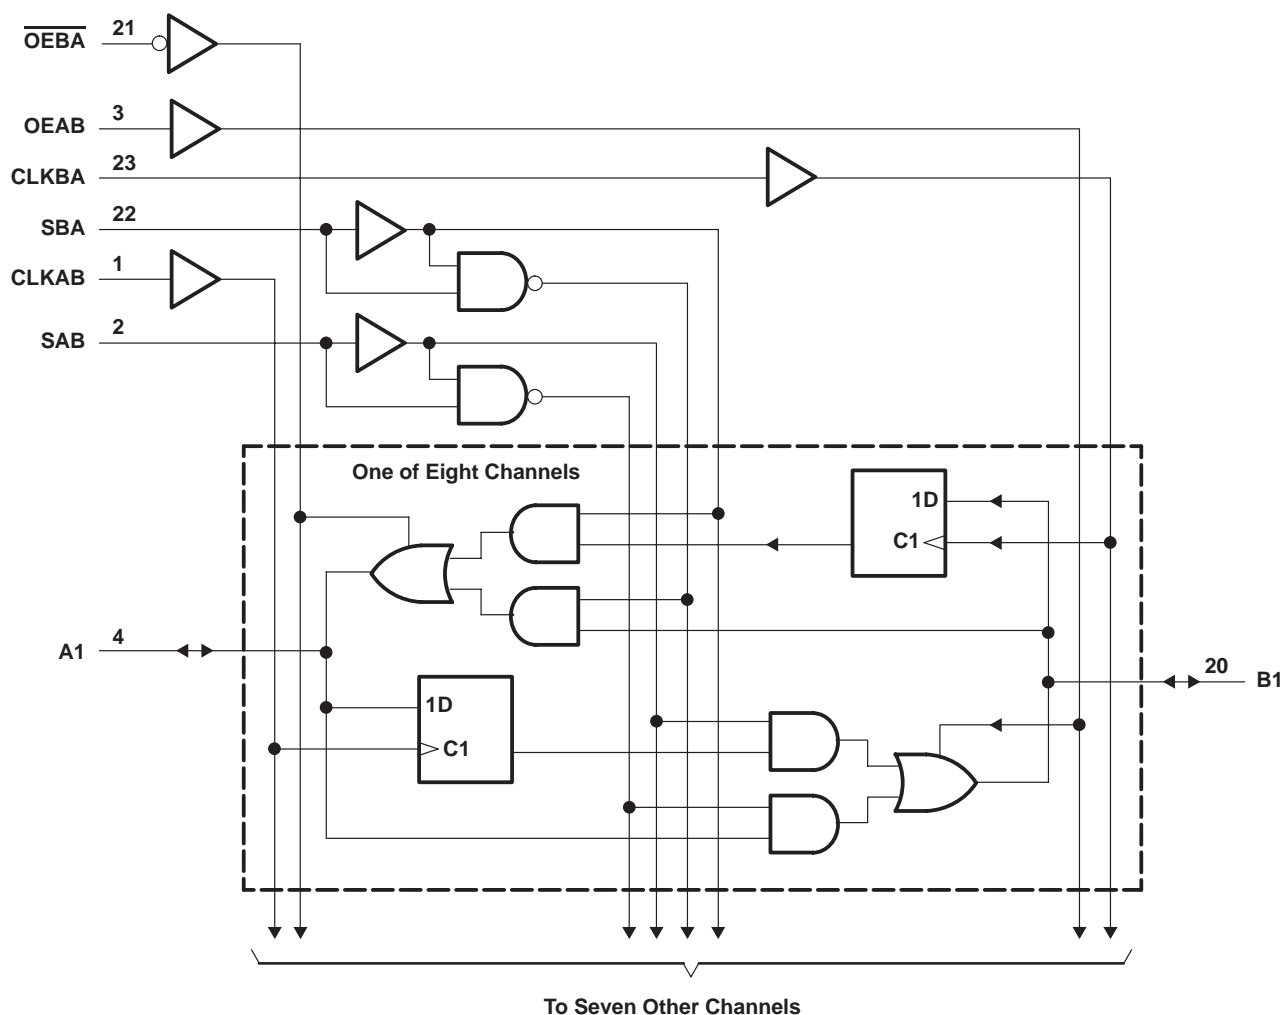 OEBA 21
OEAB 3
CLKBA 23
SBA 22
CLKAB 1
SAB 2
One of Eight Channels
1D
C1
A1 4
1D
C1
20 B1
To Seven Other Channels